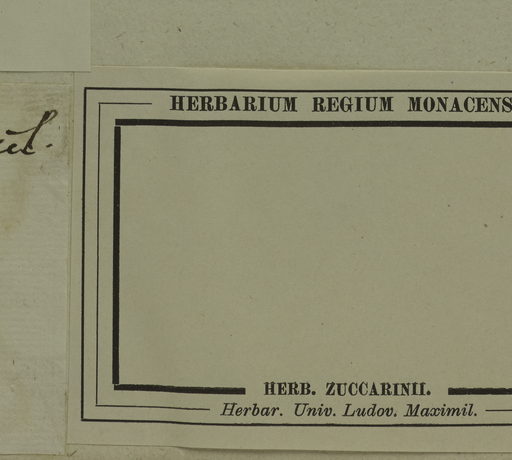 HERBARIUM REGIUM MONACENS
HERB. ZUCCARINII.
Herbar. Univ. Ludov. Maximil.